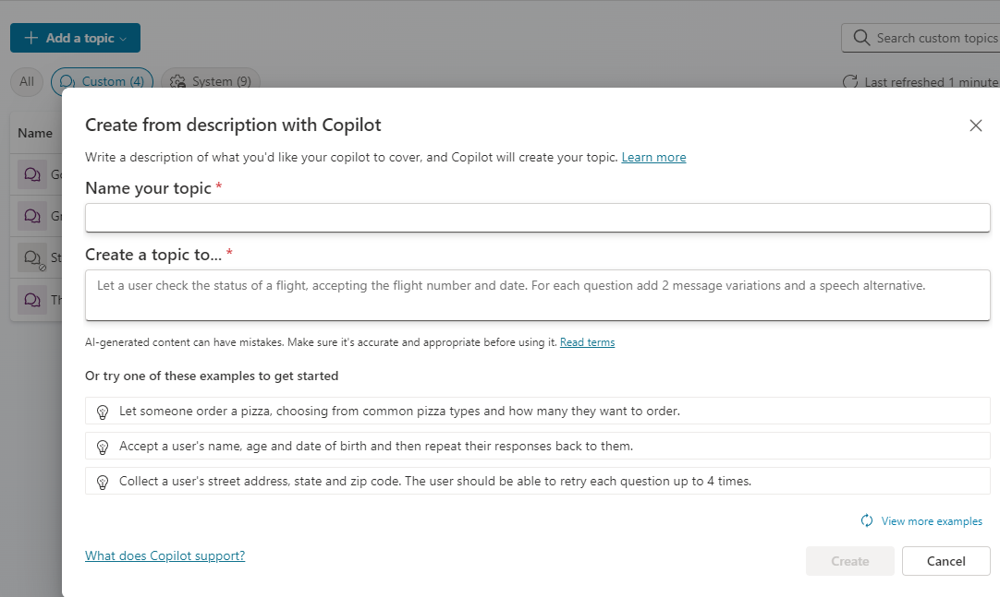 Add a topic
Search custom topics
All
Custom (4)
System (9)
Last refreshed 1 minute
Name
Create from description with Copilot
Write a description of what you'd like your copilot to cover, and Copilot will create your topic. Learn more
Name your topic *
Create a topic to... *
Let a user check the status of a flight, accepting the flight number and date. For each question add 2 message variations and a speech alternative.
AI-generated content can have mistakes. Make sure it's accurate and appropriate before using it. Read terms
Or try one of these examples to get started
Let someone order a pizza, choosing from common pizza types and how many they want to order.
Accept a user's name, age and date of birth and then repeat their responses back to them.
Collect a user's street address, state and zip code. The user should be able to retry each question up to 4 times.
View more examples
What does Copilot support?
Create
Cancel